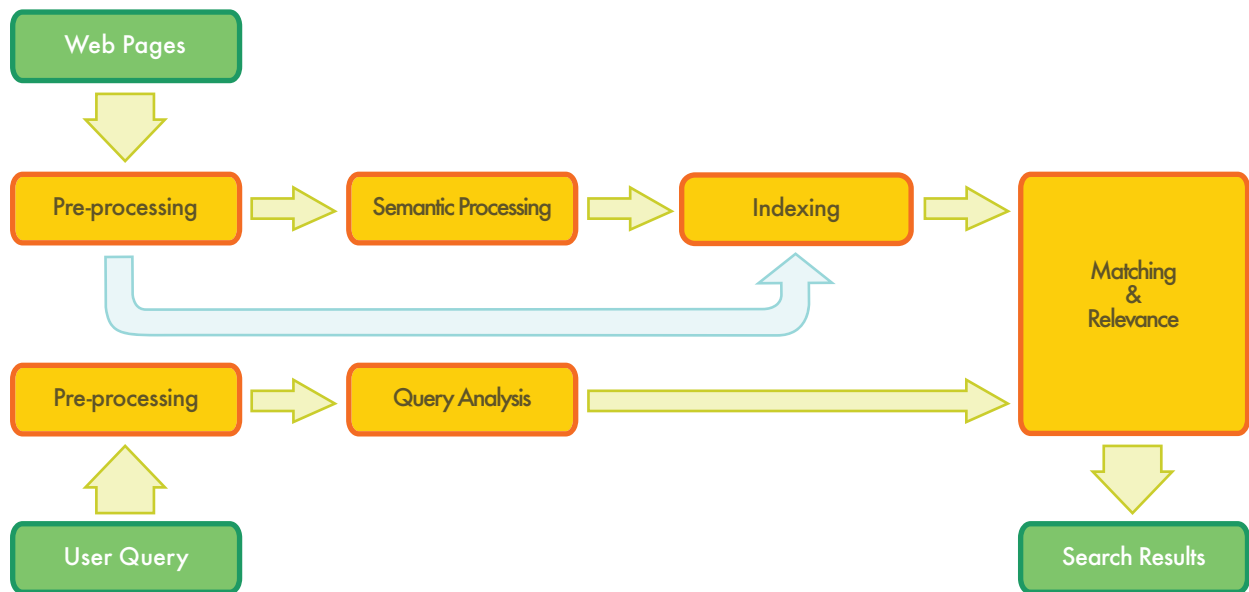 Web Pages
Pre-processing
Semantic Processing
Indexing
Matching
&
Relevance
Pre-processing
Query Analysis
User Query
Search Results